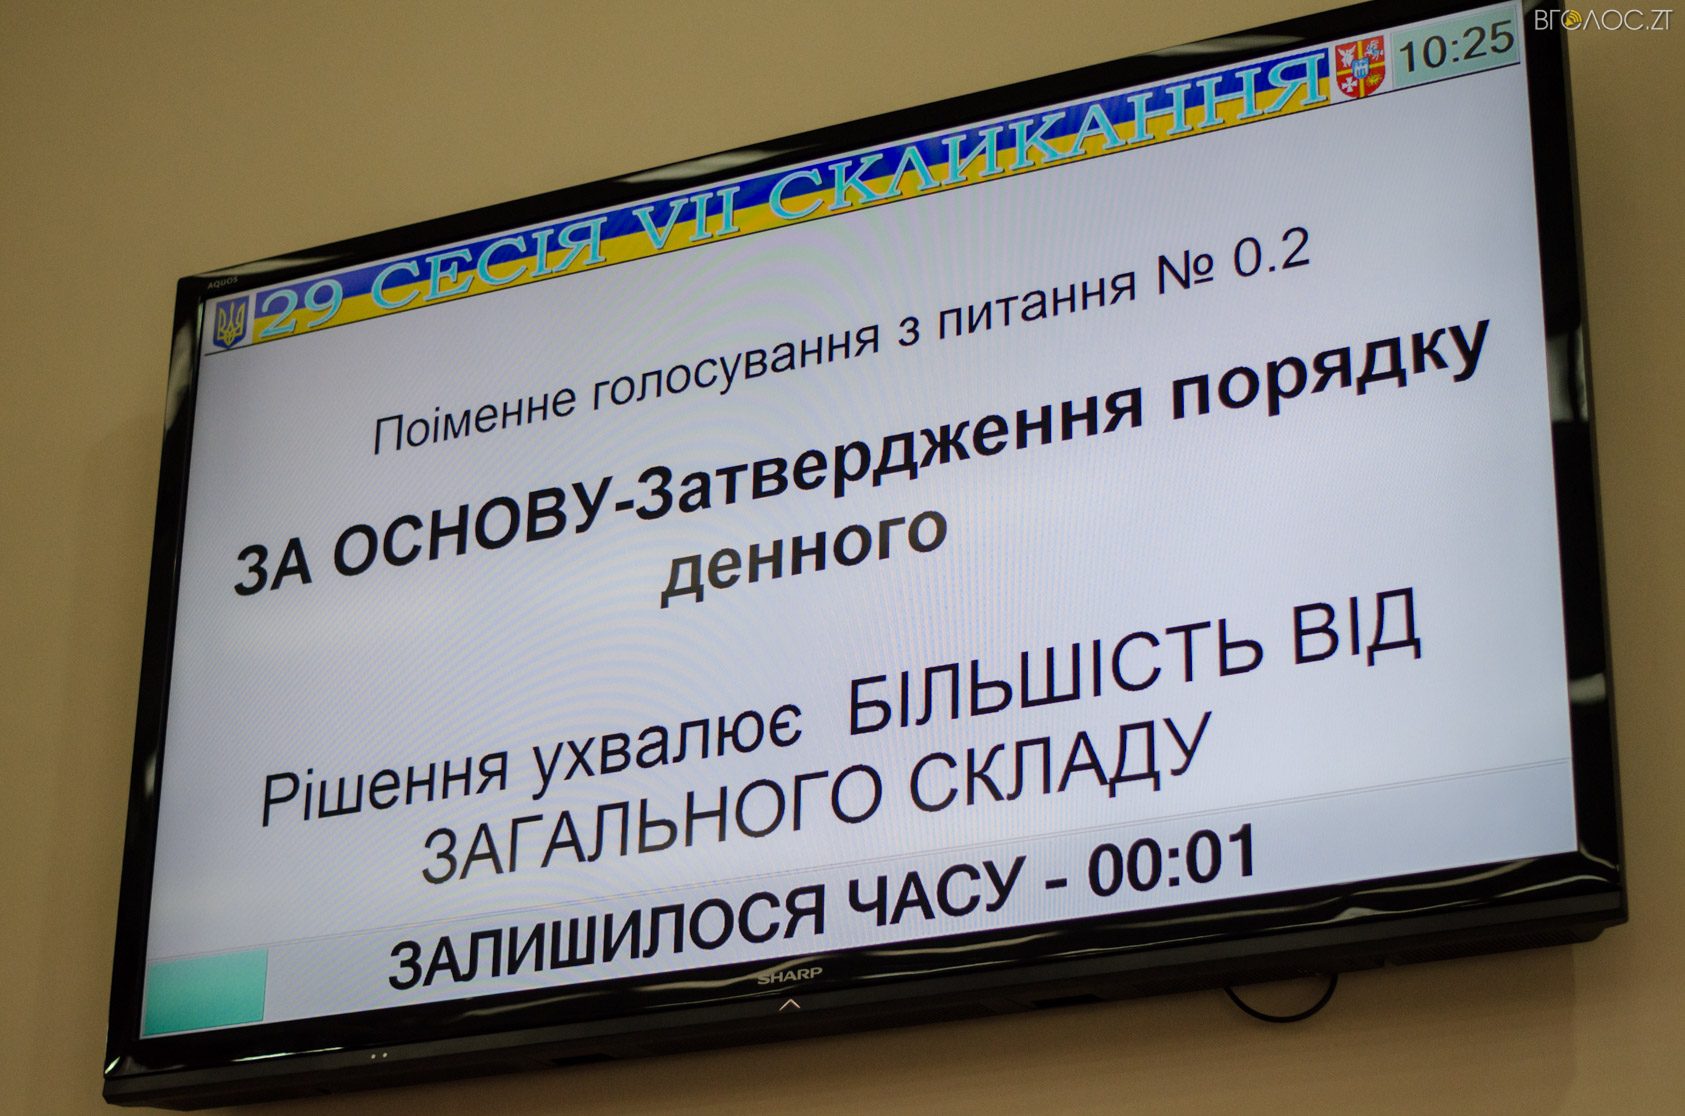 ВГОЛОС.ZT
AQUOS
29 СЕСІЯ VII СКЛИКАННЯ
10:25
Поіменне голосування з питання № 0.2
ЗА ОСНОВУ-Затвердження порядку
денного
Рішення ухвалює БІЛЬШІСТЬ ВІД
ЗАГАЛЬНОГО СКЛАДУ
ЗАЛИШИЛОСЯ ЧАСУ - 00:01
SHARP